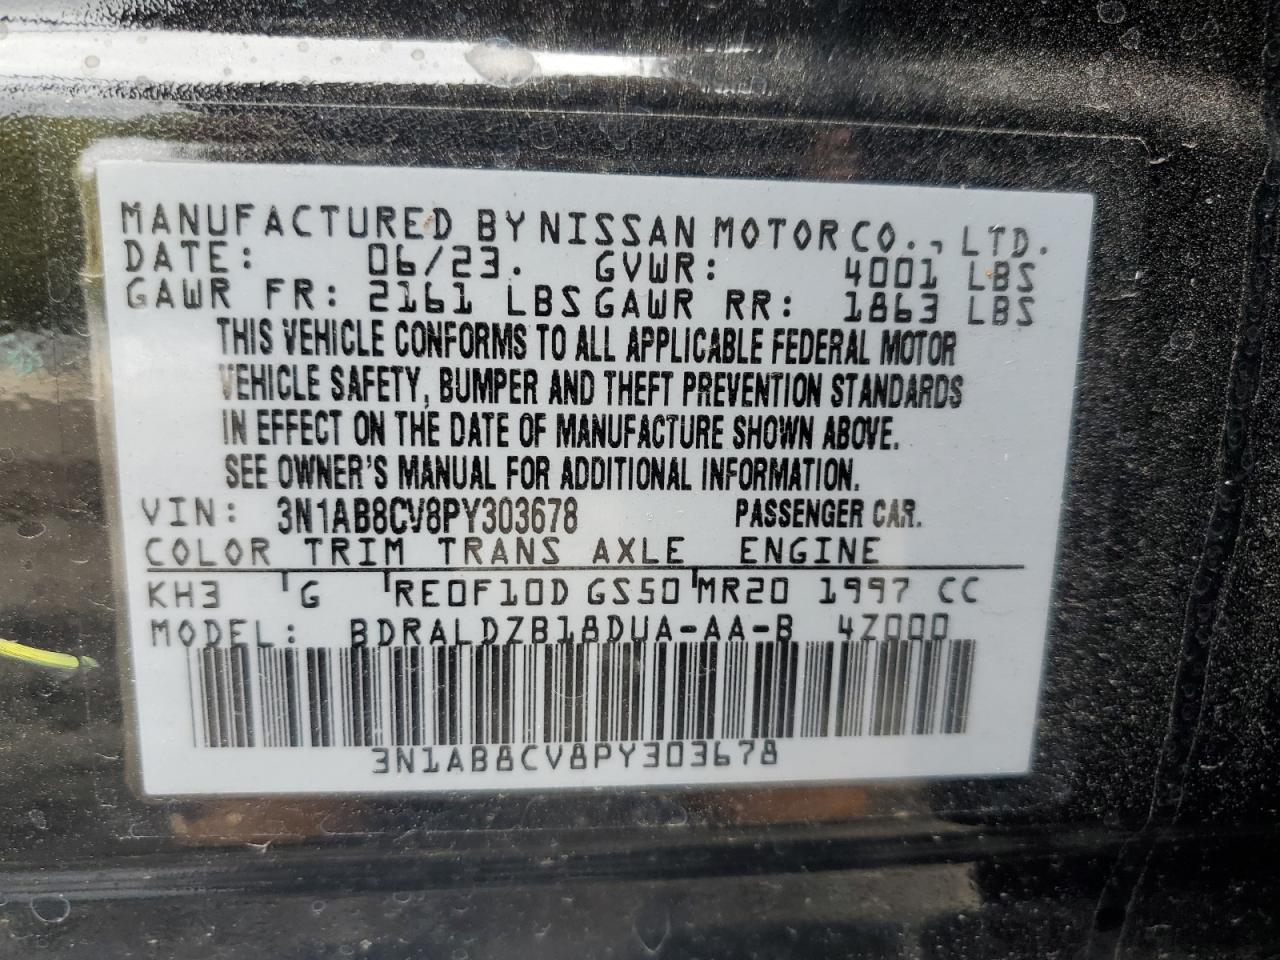 MANUFACTURED BY NISSAN MOTOR CO., LTD.
DATE: 06/23. GVWR: 4001 LBS
GAWR FR: 2161 LBS GAWR RR: 1863 LBS
THIS VEHICLE CONFORMS TO ALL APPLICABLE FEDERAL MOTOR
VEHICLE SAFETY, BUMPER AND THEFT PREVENTION STANDARDS
IN EFFECT ON THE DATE OF MANUFACTURE SHOWN ABOVE.
SEE OWNER'S MANUAL FOR ADDITIONAL INFORMATION.
VIN: 3N1AB8CV8PY303678 PASSENGER CAR.
COLOR TRIM TRANS AXLE ENGINE
KH3 G RE0F10D GS50 MR20 1997 CC
MODEL: BDRALDZB18DUA-AA-B 4Z000
3N1AB8CV8PY303678